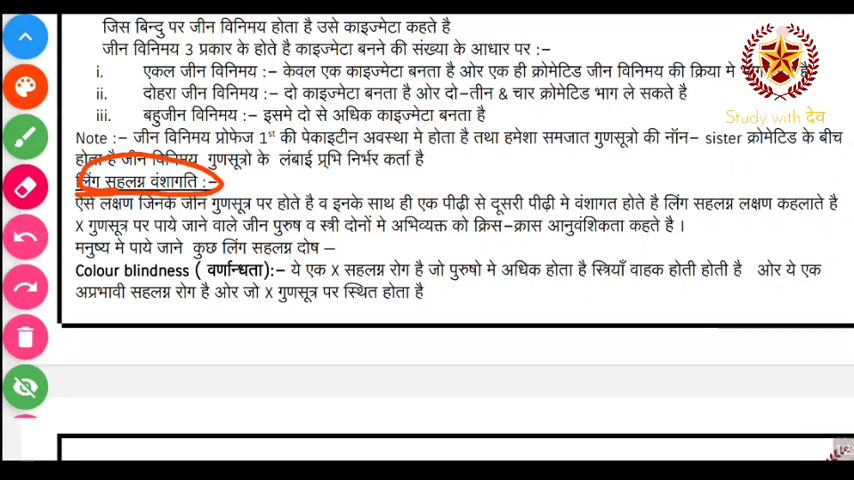 जिस बिन्दु पर जीन विनिमय होता है उसे काइज्मेटा कहते है
जीन विनिमय 3 प्रकार के होते है काइज्मेटा बनने की संख्या के आधार पर :–
i. एकल जीन विनिमय :– केवल एक काइज्मेटा बनता है ओर एक ही क्रोमेटिड जीन विनिमय की क्रिया मे है
ii. दोहरा जीन विनिमय :– दो काइज्मेटा बनता है ओर दो–तीन & चार क्रोमेटिड भाग ले सकते है
iii. बहुजीन विनिमय :– इसमे दो से अधिक काइज्मेटा बनता है
Study with देव
Note :– जीन विनिमय प्रोफेज 1st की पेकाइटीन अवस्था मे होता है तथा हमेशा समजात गुणसूत्रो की नॉन– sister क्रोमेटिड के बीच
होता है जीन विनिमय गुणसूत्रो के लंबाई प्र्भि निर्भर कर्ता है
लिंग सहलग्न वंशागति :–
ऐसे लक्षण जिनके जीन गुणसूत्र पर होते है व इनके साथ ही एक पीढ़ी से दूसरी पीढ़ी मे वंशागत होते है लिंग सहलग्न लक्षण कहलाते है
X गुणसूत्र पर पाये जाने वाले जीन पुरुष व स्त्री दोनों मे अभिव्यक्त को क्रिस–क्रास आनुवंशिकता कहते है ।
मनुष्य मे पाये जाने कुछ लिंग सहलग्न दोष –
Colour blindness ( वर्णान्धता):– ये एक X सहलग्न रोग है जो पुरुषो मे अधिक होता है स्त्रियाँ वाहक होती होती है ओर ये एक
अप्रभावी सहलग्न रोग है ओर जो X गुणसूत्र पर स्थित होता है